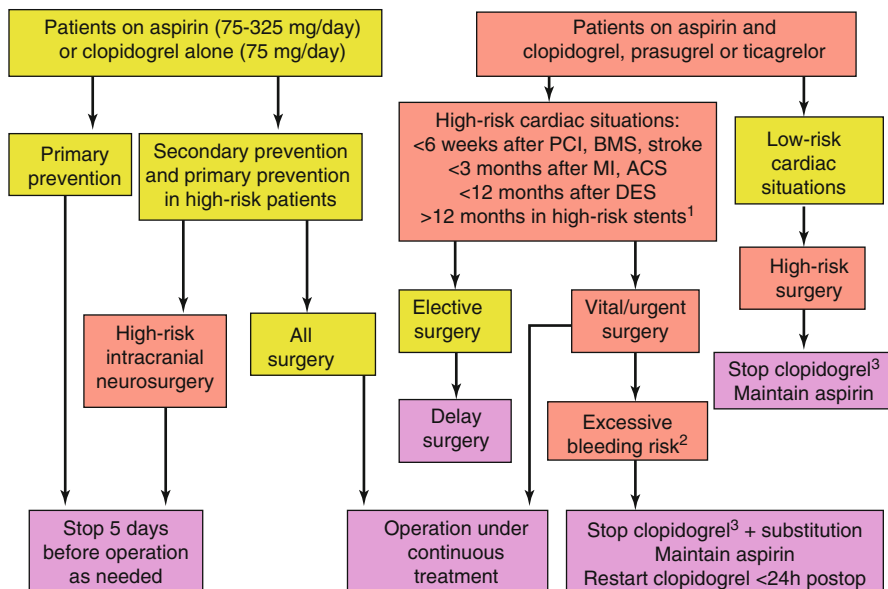 Patients on aspirin (75-325 mg/day)
or clopidogrel alone (75 mg/day)
Patients on aspirin and
clopidogrel, prasugrel or ticagrelor
Primary
prevention
Secondary prevention
and primary prevention
in high-risk patients
High-risk cardiac situations:
<6 weeks after PCI, BMS, stroke
<3 months after MI, ACS
<12 months after DES
>12 months in high-risk stents¹
Low-risk
cardiac
situations
High-risk
intracranial
neurosurgery
All
surgery
Elective
surgery
Vital/urgent
surgery
High-risk
surgery
Delay
surgery
Excessive
bleeding risk²
Stop clopidogrel³
Maintain aspirin
Stop 5 days
before operation
as needed
Operation under
continuous
treatment
Stop clopidogrel³ + substitution
Maintain aspirin
Restart clopidogrel <24h postop